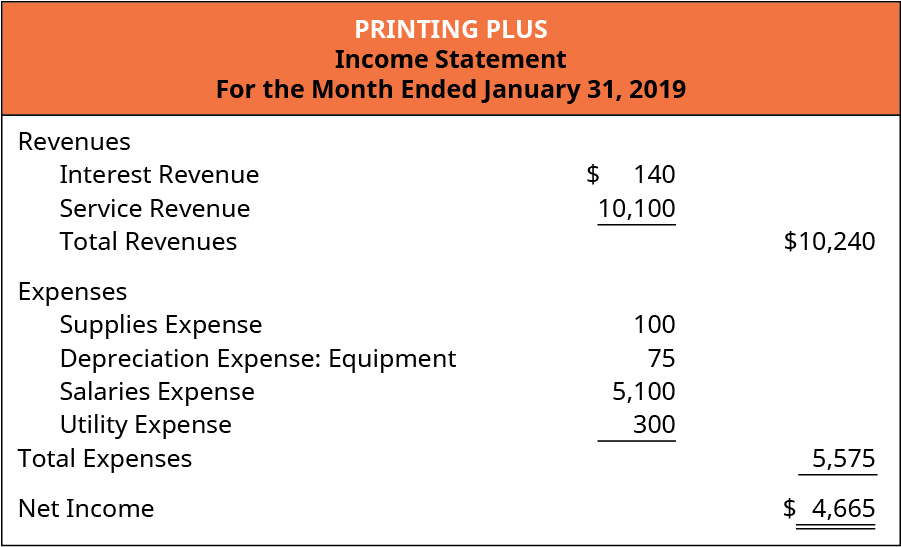 PRINTING PLUS
Income Statement
For the Month Ended January 31, 2019
Revenues
Interest Revenue $ 140
Service Revenue 10,100
Total Revenues $10,240
Expenses
Supplies Expense 100
Depreciation Expense: Equipment 75
Salaries Expense 5,100
Utility Expense 300
Total Expenses 5,575
Net Income $ 4,665